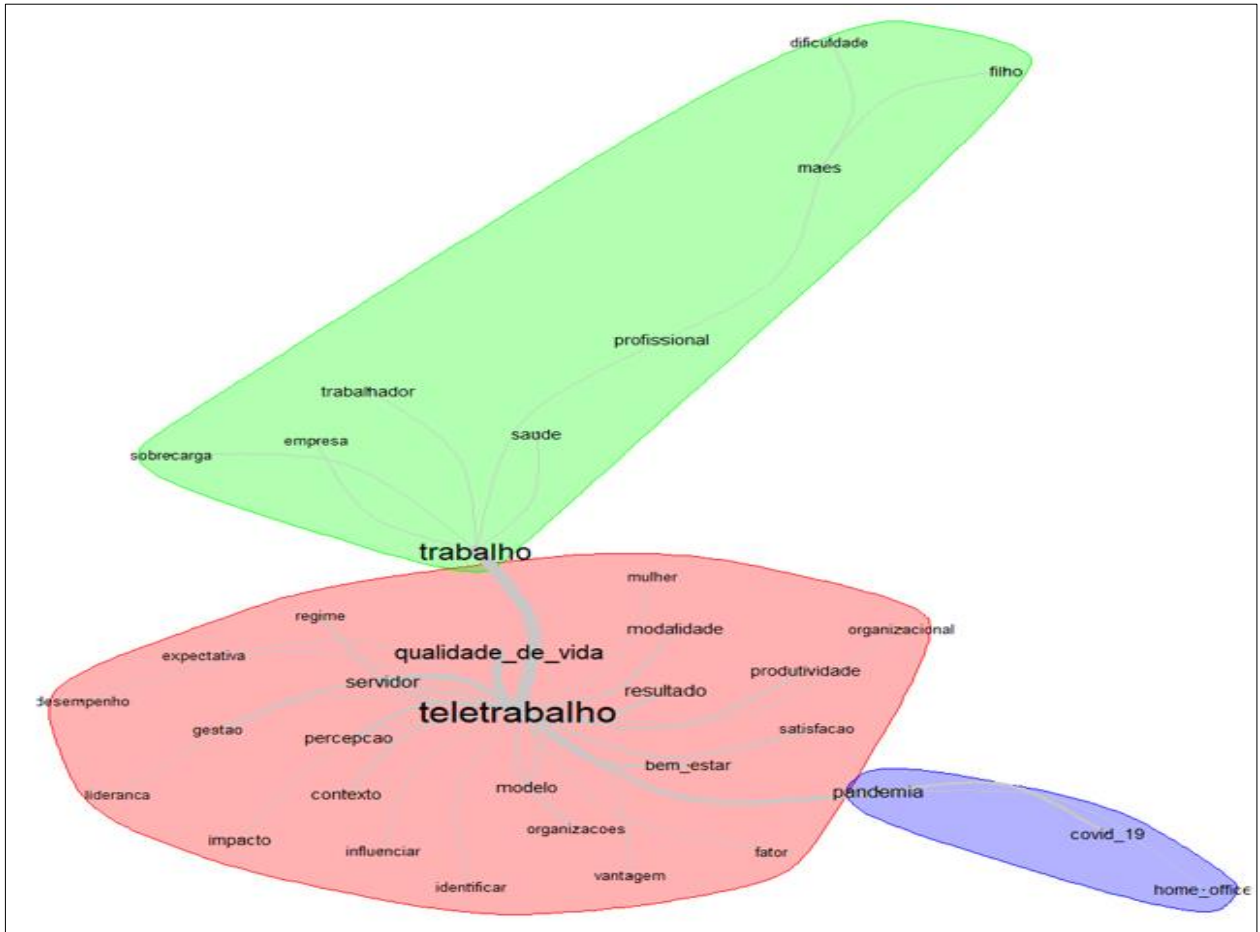 dificuldade
filho
maes
profissional
trabalhador
saude
empresa
sobrecarga
trabalho
mulher
regime
modalidade
organizacional
qualidade_de_vida
expectativa
produtividade
servidor
resultado
desempenho
teletrabalho
gestao
satisfacao
percepcao
bem_estar
modelo
pandemia
lideranca
contexto
organizacoes
covid_19
impacto
influenciar
fator
vantagem
identificar
home_office